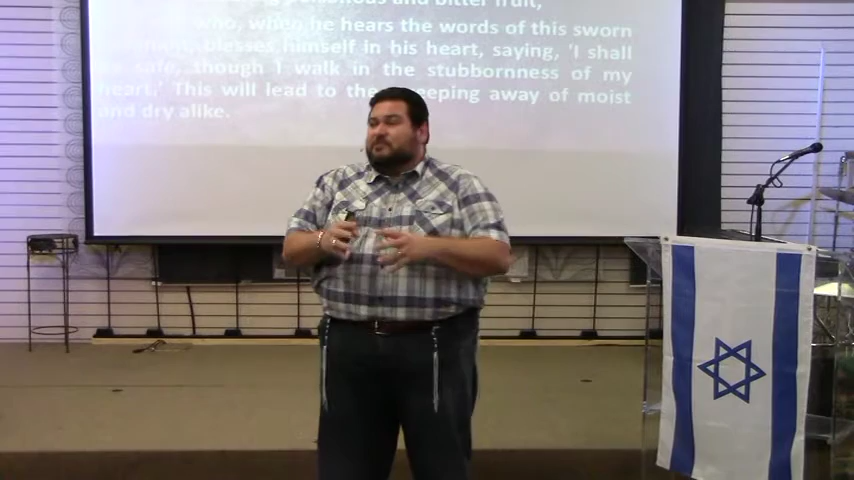 poisonous and bitter fruit,
who, when he hears the words of this sworn
blesses himself in his heart, saying, 'I shall
safe, though I walk in the stubbornness of my
heart.' This will lead to the sweeping away of moist
and dry alike.